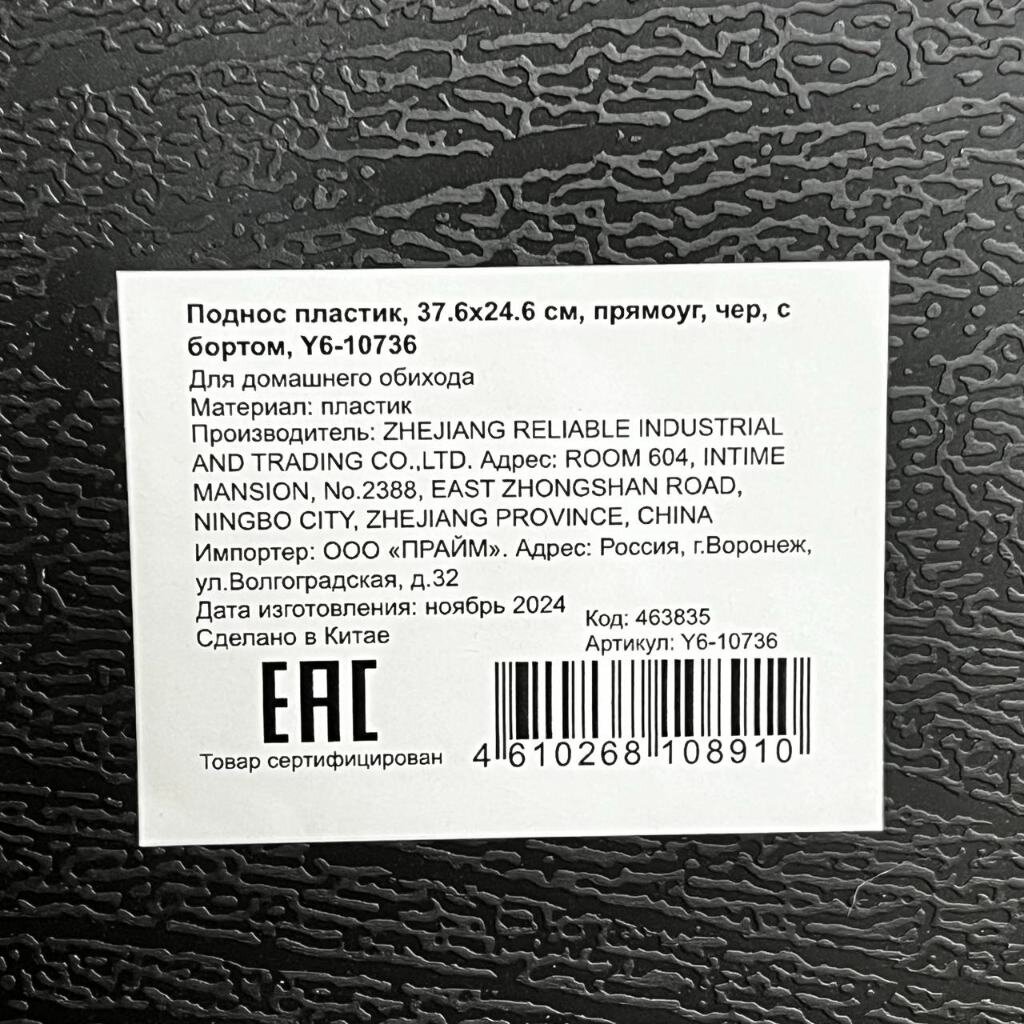 Поднос пластик, 37.6х24.6 см, прямоуг, чер, с
бортом, Y6-10736
Для домашнего обихода
Материал: пластик
Производитель: ZHEJIANG RELIABLE INDUSTRIAL
AND TRADING CO.,LTD. Адрес: ROOM 604, INTIME
MANSION, No.2388, EAST ZHONGSHAN ROAD,
NINGBO CITY, ZHEJIANG PROVINCE, CHINA
Импортер: ООО «ПРАЙМ». Адрес: Россия, г.Воронеж,
ул.Волгоградская, д.32
Дата изготовления: ноябрь 2024
Сделано в Китае
Код: 463835
Артикул: Y6-10736
EAC
Товар сертифицирован
4 610268 108910